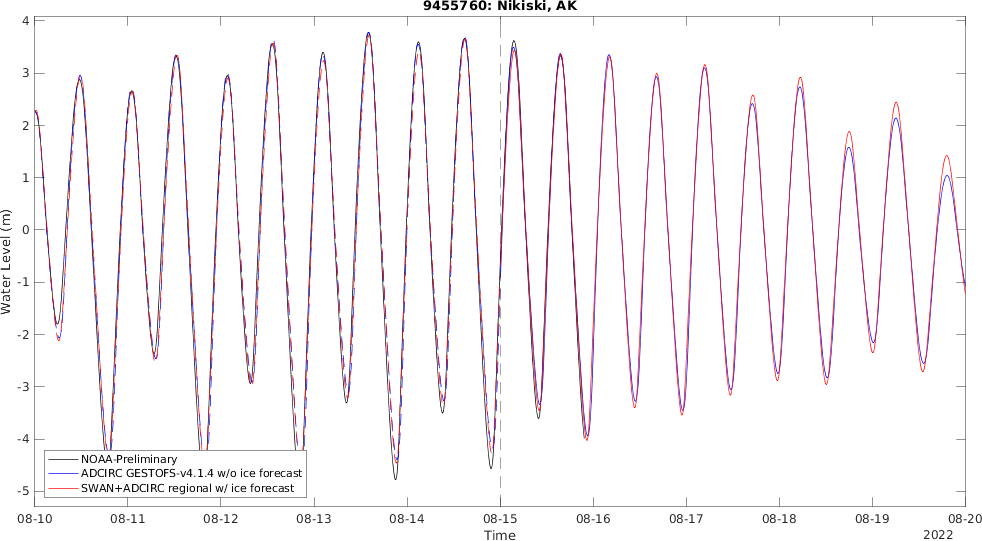 9455760: Nikiski, AK
4
3
2
1
0
-1
-2
-3
-4
-5
Water Level (m)
NOAA-Preliminary
ADCIRC GESTOFS-v4.1.4 w/o ice forecast
SWAN+ADCIRC regional w/ ice forecast
08-10 08-11 08-12 08-13 08-14 08-15 08-16 08-17 08-18 08-19 08-20
Time
2022